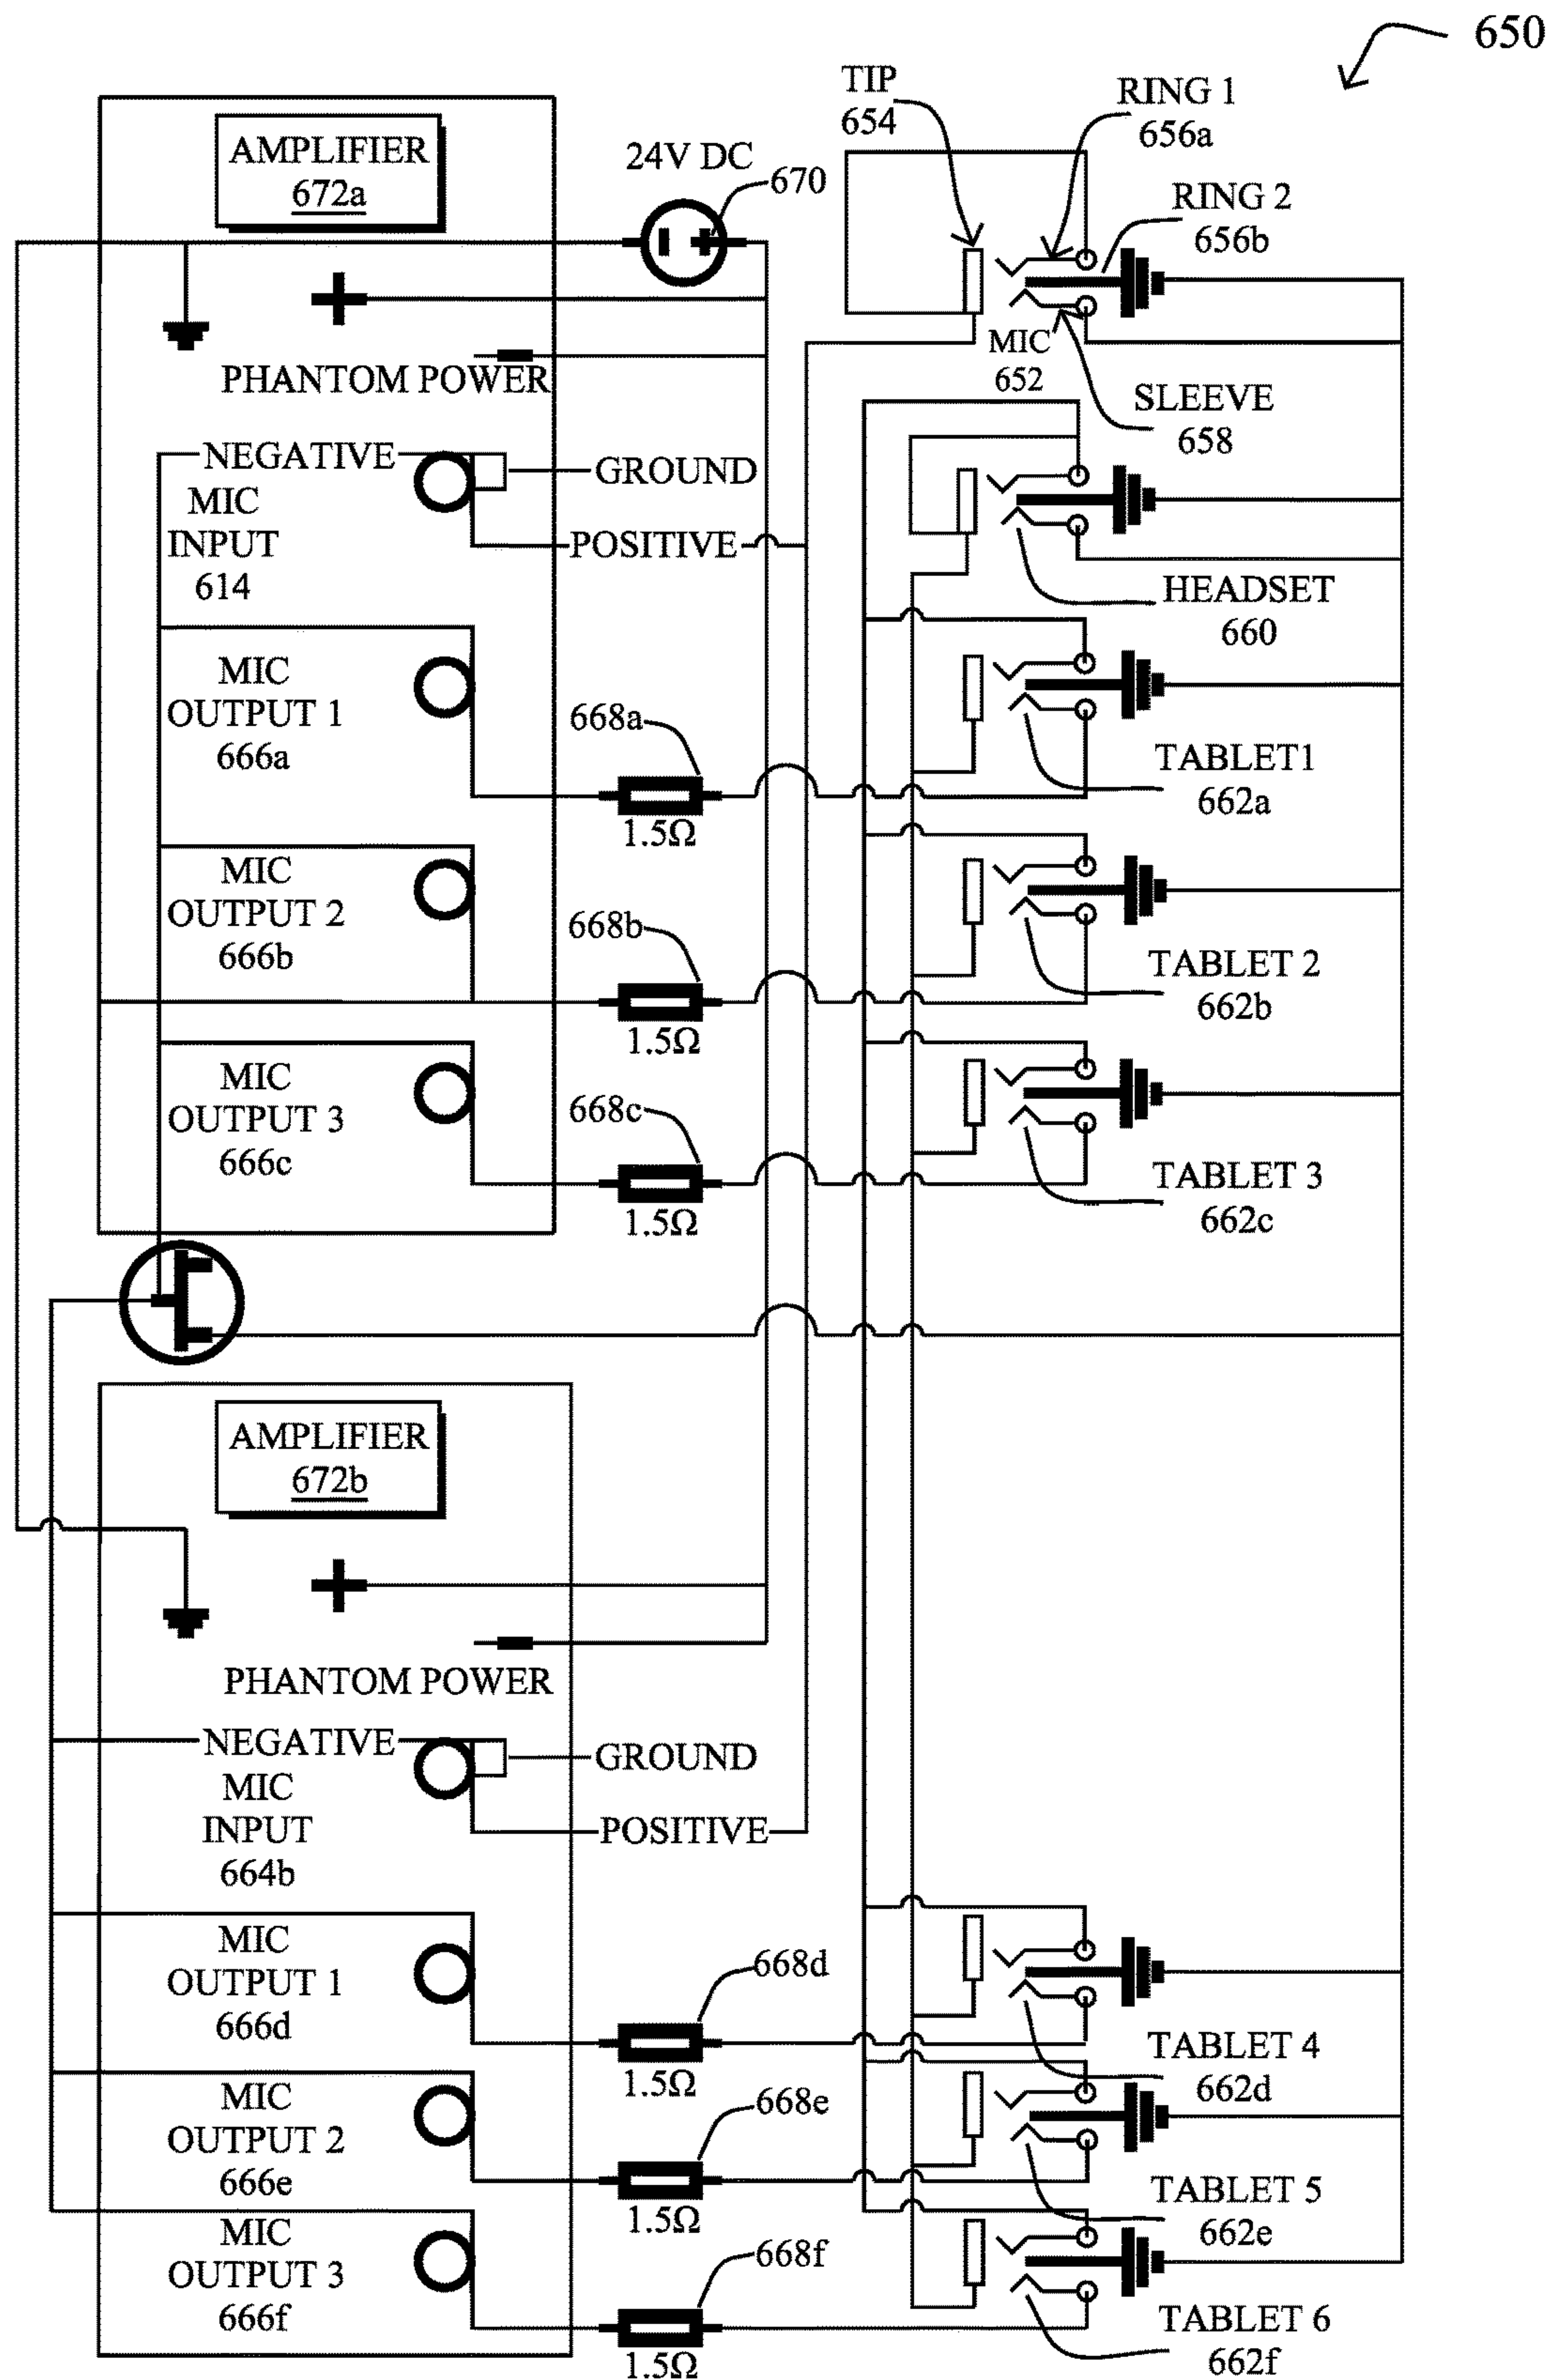 650
TIP
654
RING 1
656a
AMPLIFIER
672a
24V DC
670
RING 2
656b
MIC
652
PHANTOM POWER
SLEEVE
658
NEGATIVE
GROUND
MIC
INPUT
614
POSITIVE
HEADSET
660
MIC
OUTPUT 1
666a
668a
1.5Ω
TABLET1
662a
MIC
OUTPUT 2
666b
668b
1.5Ω
TABLET 2
662b
MIC
OUTPUT 3
666c
668c
1.5Ω
TABLET 3
662c
AMPLIFIER
672b
PHANTOM POWER
NEGATIVE
GROUND
MIC
INPUT
664b
POSITIVE
MIC
OUTPUT 1
666d
668d
1.5Ω
TABLET 4
662d
MIC
OUTPUT 2
666e
668e
1.5Ω
TABLET 5
662e
MIC
OUTPUT 3
666f
668f
1.5Ω
TABLET 6
662f